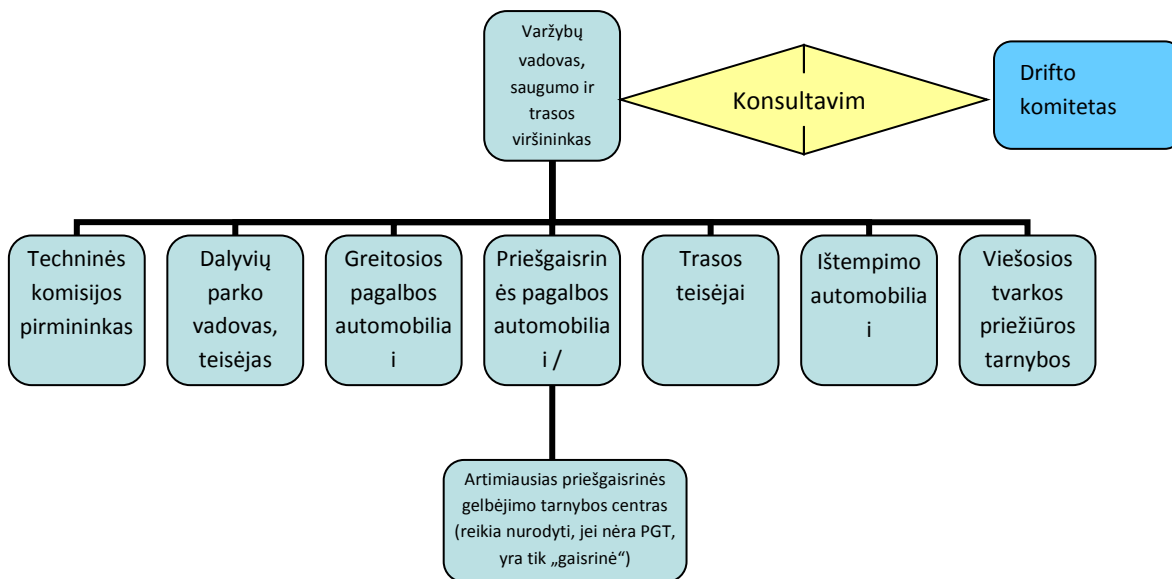 Varžybų
vadovas,
saugumo ir
trasos
viršininkas
Konsultavim
Drifto
komitetas
Techninės
komisijos
pirmininkas
Dalyvių
parko
vadovas,
teisėjas
Greitosios
pagalbos
automobilia
i
Priešgaisrin
ės pagalbos
automobilia
i /
Trasos
teisėjai
Ištempimo
automobilia
i
Viešosios
tvarkos
priežiūros
tarnybos
Artimiausias priešgaisrinės
gelbėjimo tarnybos centras
(reikia nurodyti, jei nėra PGT,
yra tik „gaisrinė“)